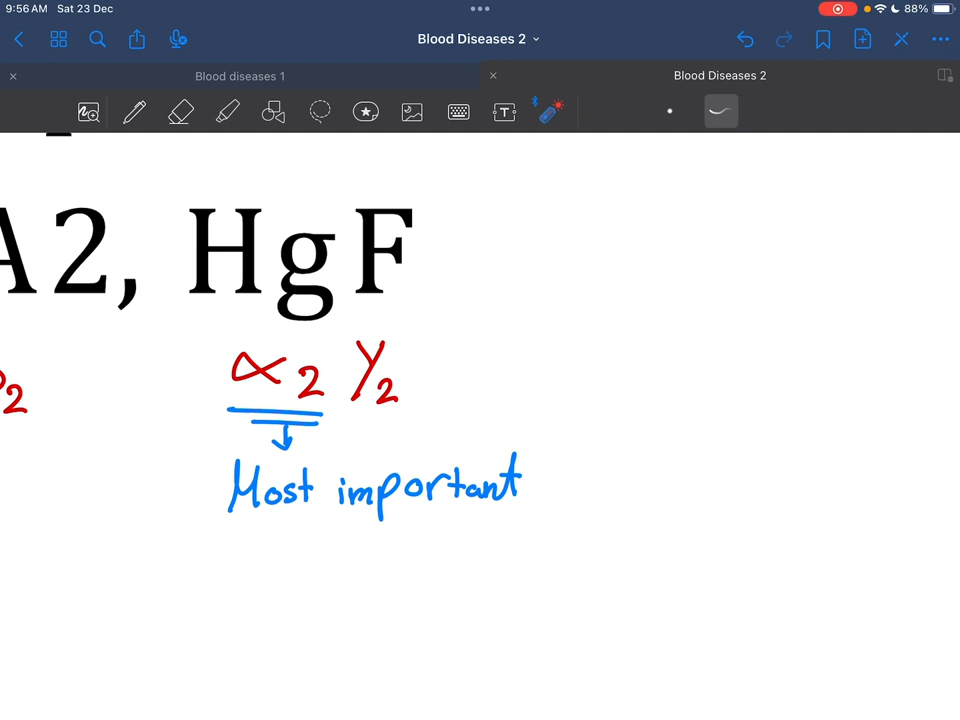 9:56 AM Sat 23 Dec
88%
Blood Diseases 2
Blood diseases 1
Blood Diseases 2
T
A2, HgF
2
∝2 γ2
Most important